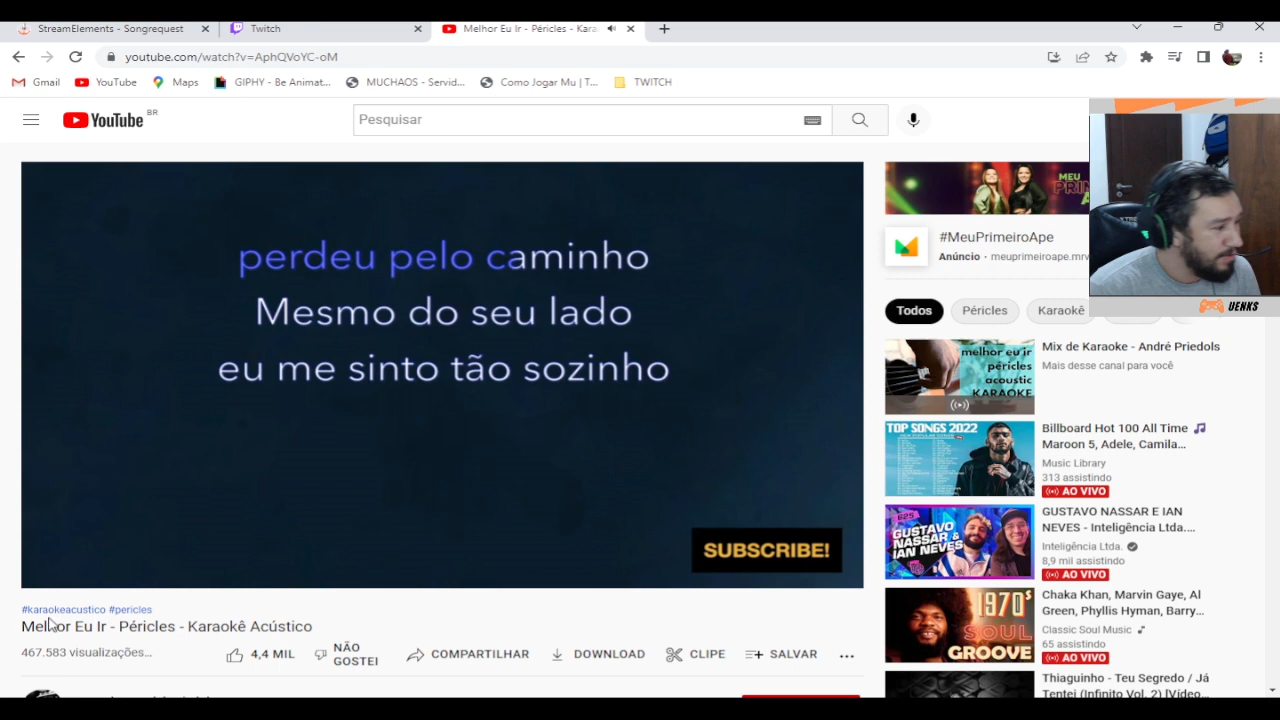 StreamElements - Songrequest
Twitch
Melhor Eu Ir - Péricles - Kara
youtube.com/watch?v=AphQVoYC-oM
Gmail
YouTube
Maps
GIPHY - Be Animat...
MUCHAOS - Servid...
Como Jogar Mu | T...
TWITCH
YouTube BR
Pesquisar
perdeu pelo caminho
Mesmo do seu lado
eu me sinto tão sozinho
SUBSCRIBE!
#karaokeacustico #pericles
Melhor Eu Ir - Péricles - Karaokê Acústico
467.583 visualizações...
4,4 MIL
NÃO
GOSTEI
COMPARTILHAR
DOWNLOAD
CLIPE
SALVAR
MEU
#MeuPrimeiroApe
Anúncio · meuprimeiroape.mrv
UENKS
Todos
Péricles
Karaokê
melhor eu ir
péricles
acoustic
KARAOKE
Mix de Karaoke - André Priedols
Mais desse canal para você
TOP SONGS 2022
Billboard Hot 100 All Time
Maroon 5, Adele, Camila...
Music Library
313 assistindo
AO VIVO
625
GUSTAVO
NASSAR &
IAN NEVES
GUSTAVO NASSAR E IAN
NEVES - Inteligência Ltda....
Inteligência Ltda.
8,9 mil assistindo
AO VIVO
1970's
SOUL
GROOVE
Chaka Khan, Marvin Gaye, Al
Green, Phyllis Hyman, Barry...
Classic Soul Music
65 assistindo
AO VIVO
Thiaguinho - Teu Segredo / Já
Tentei (Infinito Vol. 2) [Vídeo...